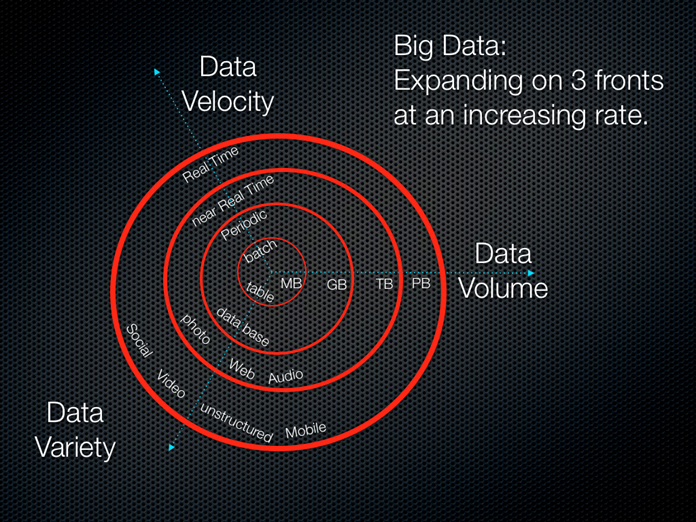 Big Data:
Expanding on 3 fronts
at an increasing rate.
Data
Velocity
Real Time
near Real Time
Periodic
batch
Data
Volume
MB
GB
TB
PB
table
data base
photo
Web
Audio
Social
Video
unstructured
Mobile
Data
Variety